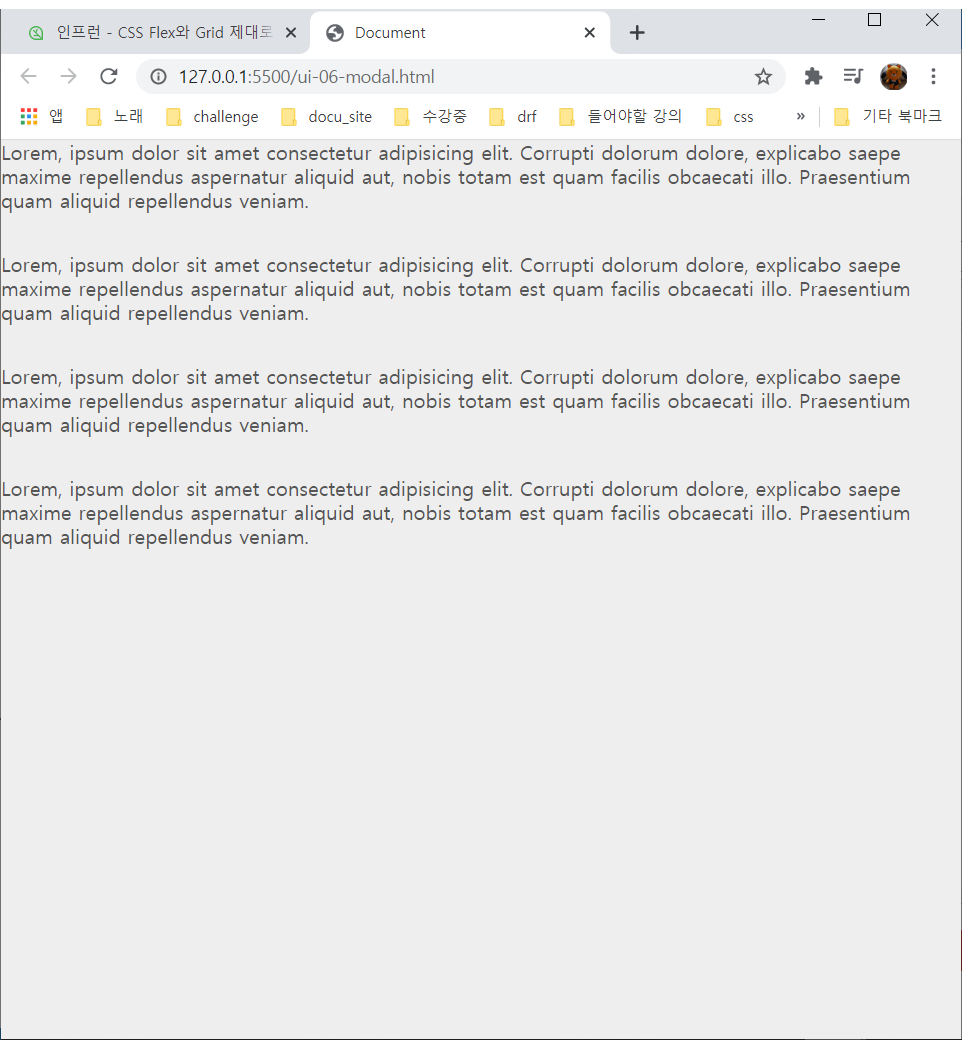 인프런 - CSS Flex와 Grid 제대로
Document
127.0.0.1:5500/ui-06-modal.html
앱 노래 challenge docu_site 수강중 drf 들어야할 강의 css » 기타 북마크
Lorem, ipsum dolor sit amet consectetur adipisicing elit. Corrupti dolorum dolore, explicabo saepe
maxime repellendus aspernatur aliquid aut, nobis totam est quam facilis obcaecati illo. Praesentium
quam aliquid repellendus veniam.
Lorem, ipsum dolor sit amet consectetur adipisicing elit. Corrupti dolorum dolore, explicabo saepe
maxime repellendus aspernatur aliquid aut, nobis totam est quam facilis obcaecati illo. Praesentium
quam aliquid repellendus veniam.
Lorem, ipsum dolor sit amet consectetur adipisicing elit. Corrupti dolorum dolore, explicabo saepe
maxime repellendus aspernatur aliquid aut, nobis totam est quam facilis obcaecati illo. Praesentium
quam aliquid repellendus veniam.
Lorem, ipsum dolor sit amet consectetur adipisicing elit. Corrupti dolorum dolore, explicabo saepe
maxime repellendus aspernatur aliquid aut, nobis totam est quam facilis obcaecati illo. Praesentium
quam aliquid repellendus veniam.